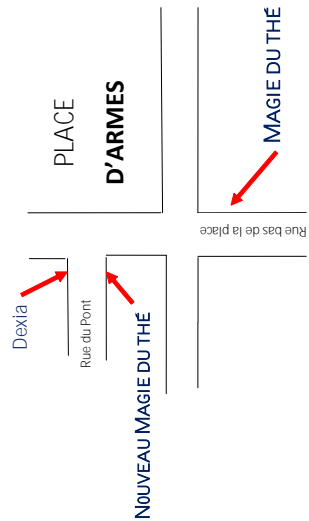 PLACE
D'ARMES
MAGIE DU THÉ
Rue bas de la place
Dexia
Rue du Pont
NOUVEAU MAGIE DU THÉ